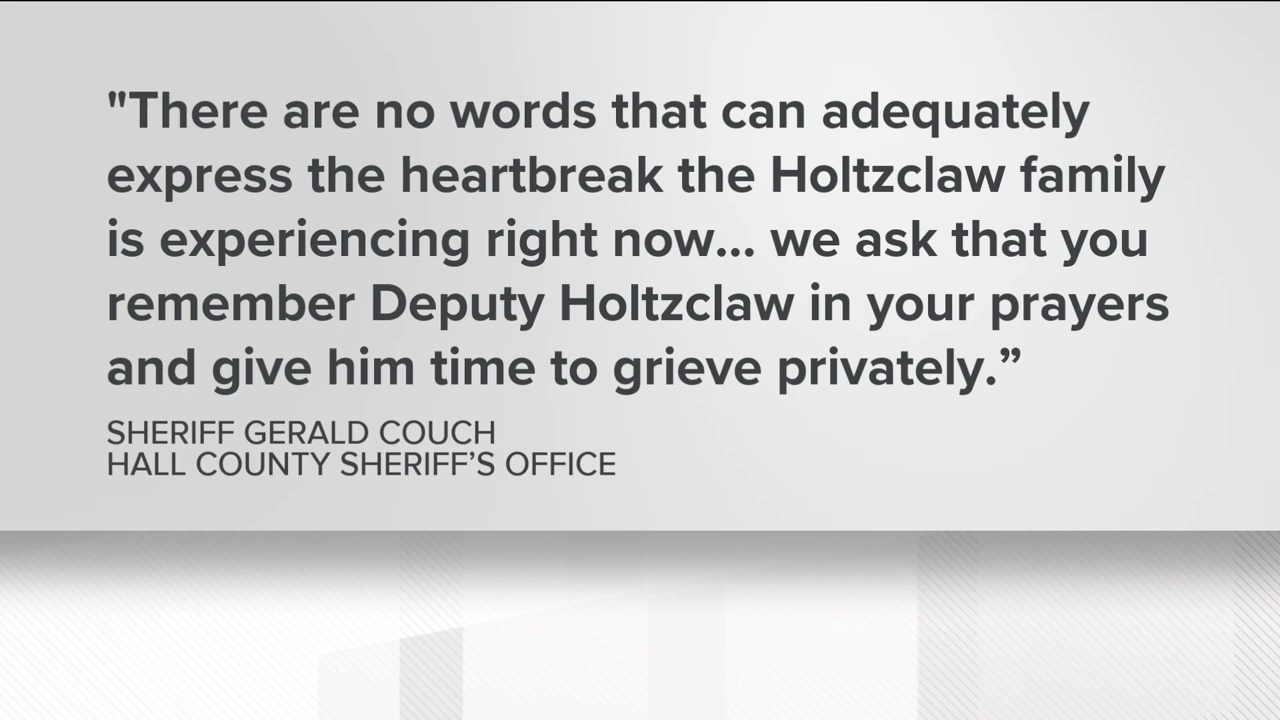 "There are no words that can adequately
express the heartbreak the Holtzclaw family
is experiencing right now... we ask that you
remember Deputy Holtzclaw in your prayers
and give him time to grieve privately.”
SHERIFF GERALD COUCH
HALL COUNTY SHERIFF’S OFFICE